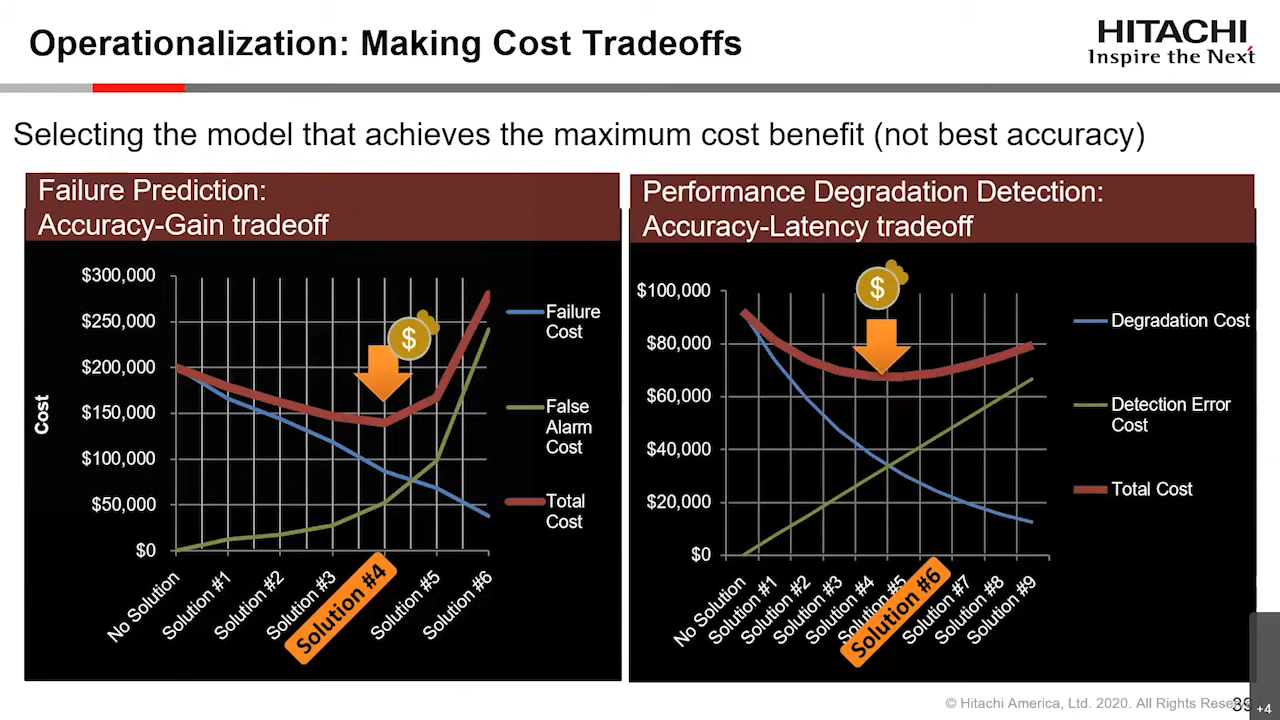 Operationalization: Making Cost Tradeoffs
HITACHI
Inspire the Next
Selecting the model that achieves the maximum cost benefit (not best accuracy)
Failure Prediction:
Accuracy-Gain tradeoff
$300,000
$250,000
$200,000
$150,000
$100,000
$50,000
$0
Cost
$
Failure
Cost
False
Alarm
Cost
Total
Cost
No Solution
Solution #1
Solution #2
Solution #3
Solution #4
Solution #5
Solution #6
Performance Degradation Detection:
Accuracy-Latency tradeoff
$100,000
$80,000
$60,000
$40,000
$20,000
$0
$
Degradation Cost
Detection Error
Cost
Total Cost
No Solution
Solution #1
Solution #2
Solution #3
Solution #4
Solution #5
Solution #6
Solution #7
Solution #8
Solution #9
© Hitachi America, Ltd. 2020. All Rights
+4